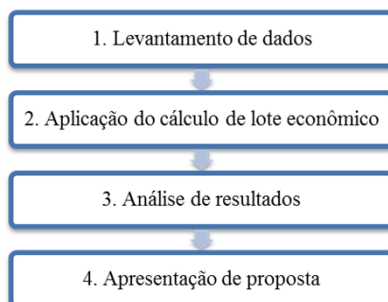 1. Levantamento de dados
2. Aplicação do cálculo de lote econômico
3. Análise de resultados
4. Apresentação de proposta